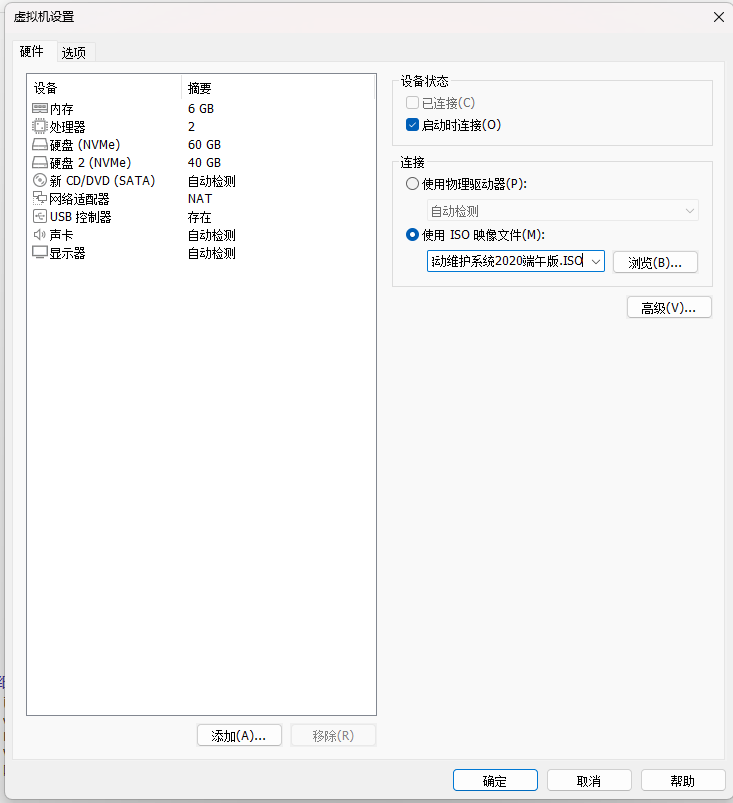 虚拟机设置
硬件 选项
设备 摘要
内存 6 GB
处理器 2
硬盘 (NVMe) 60 GB
硬盘 2 (NVMe) 40 GB
新 CD/DVD (SATA) 自动检测
网络适配器 NAT
USB 控制器 存在
声卡 自动检测
显示器 自动检测
添加(A)... 移除(R)
设备状态
已连接(C)
启动时连接(O)
连接
使用物理驱动器(P):
自动检测
使用 ISO 映像文件(M):
动维护系统2020端午版.ISO 浏览(B)...
高级(V)...
确定 取消 帮助